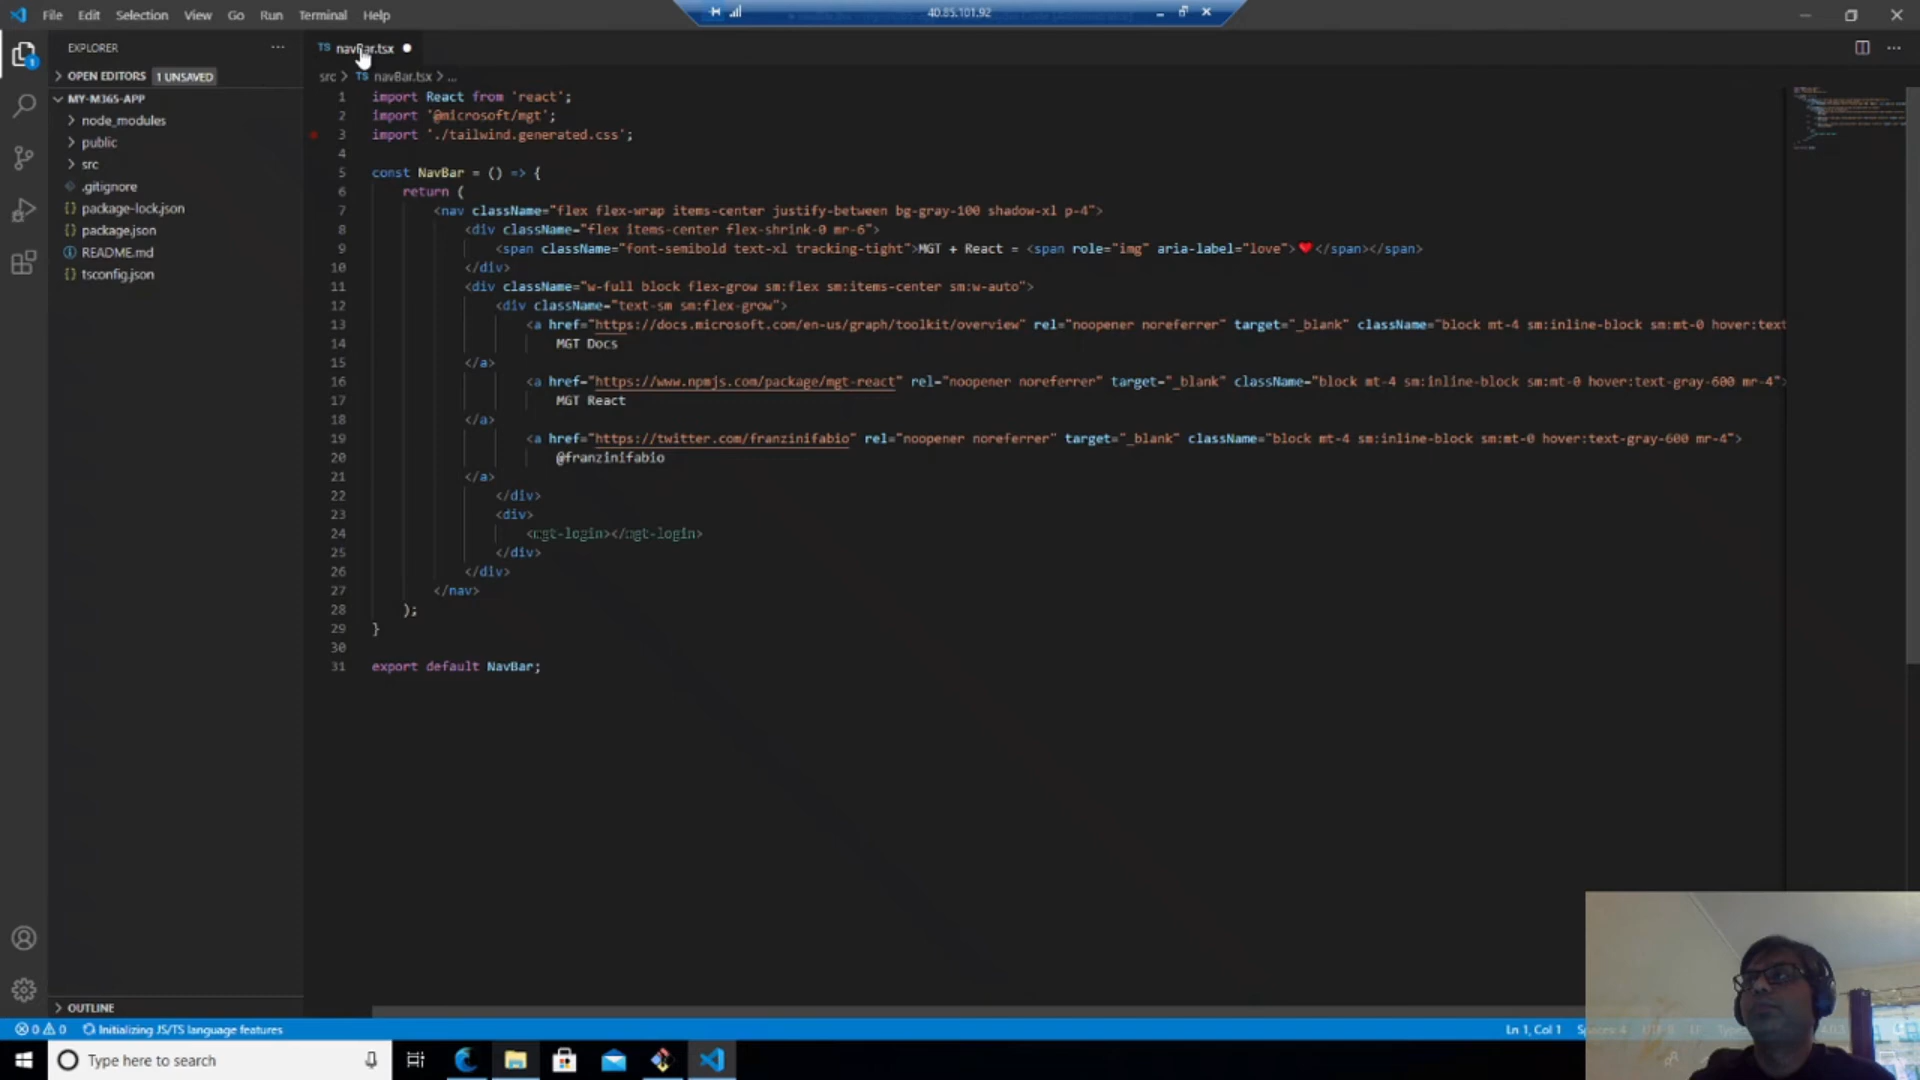 File Edit Selection View Go Run Terminal Help
40.85.101.92
EXPLORER
OPEN EDITORS 1 UNSAVED
MY-M365-APP
node_modules
public
src
.gitignore
package-lock.json
package.json
README.md
tsconfig.json
OUTLINE
TS navBar.tsx
src > TS navBar.tsx > ...
1 import React from 'react';
2 import '@microsoft/mgt';
3 import './tailwind.generated.css';
4
5 const NavBar = () => {
6 return (
7 <nav className="flex flex-wrap items-center justify-between bg-gray-100 shadow-xl p-4">
8 <div className="flex items-center flex-shrink-0 mr-6">
9 <span className="font-semibold text-xl tracking-tight">MGT + React = <span role="img" aria-label="love">❤️</span></span>
10 </div>
11 <div className="w-full block flex-grow sm:flex sm:items-center sm:w-auto">
12 <div className="text-sm sm:flex-grow">
13 <a href="https://docs.microsoft.com/en-us/graph/toolkit/overview" rel="noopener noreferrer" target="_blank" className="block mt-4 sm:inline-block sm:mt-0 hover:text
14 MGT Docs
15 </a>
16 <a href="https://www.npmjs.com/package/mgt-react" rel="noopener noreferrer" target="_blank" className="block mt-4 sm:inline-block sm:mt-0 hover:text-gray-600 mr-4">
17 MGT React
18 </a>
19 <a href="https://twitter.com/franzinifabio" rel="noopener noreferrer" target="_blank" className="block mt-4 sm:inline-block sm:mt-0 hover:text-gray-600 mr-4">
20 @franzinifabio
21 </a>
22 </div>
23 <div>
24 <mgt-login></mgt-login>
25 </div>
26 </div>
27 </nav>
28 );
29 }
30
31 export default NavBar;
0 0 Initializing JS/TS language features
Ln 1, Col 1
Type here to search